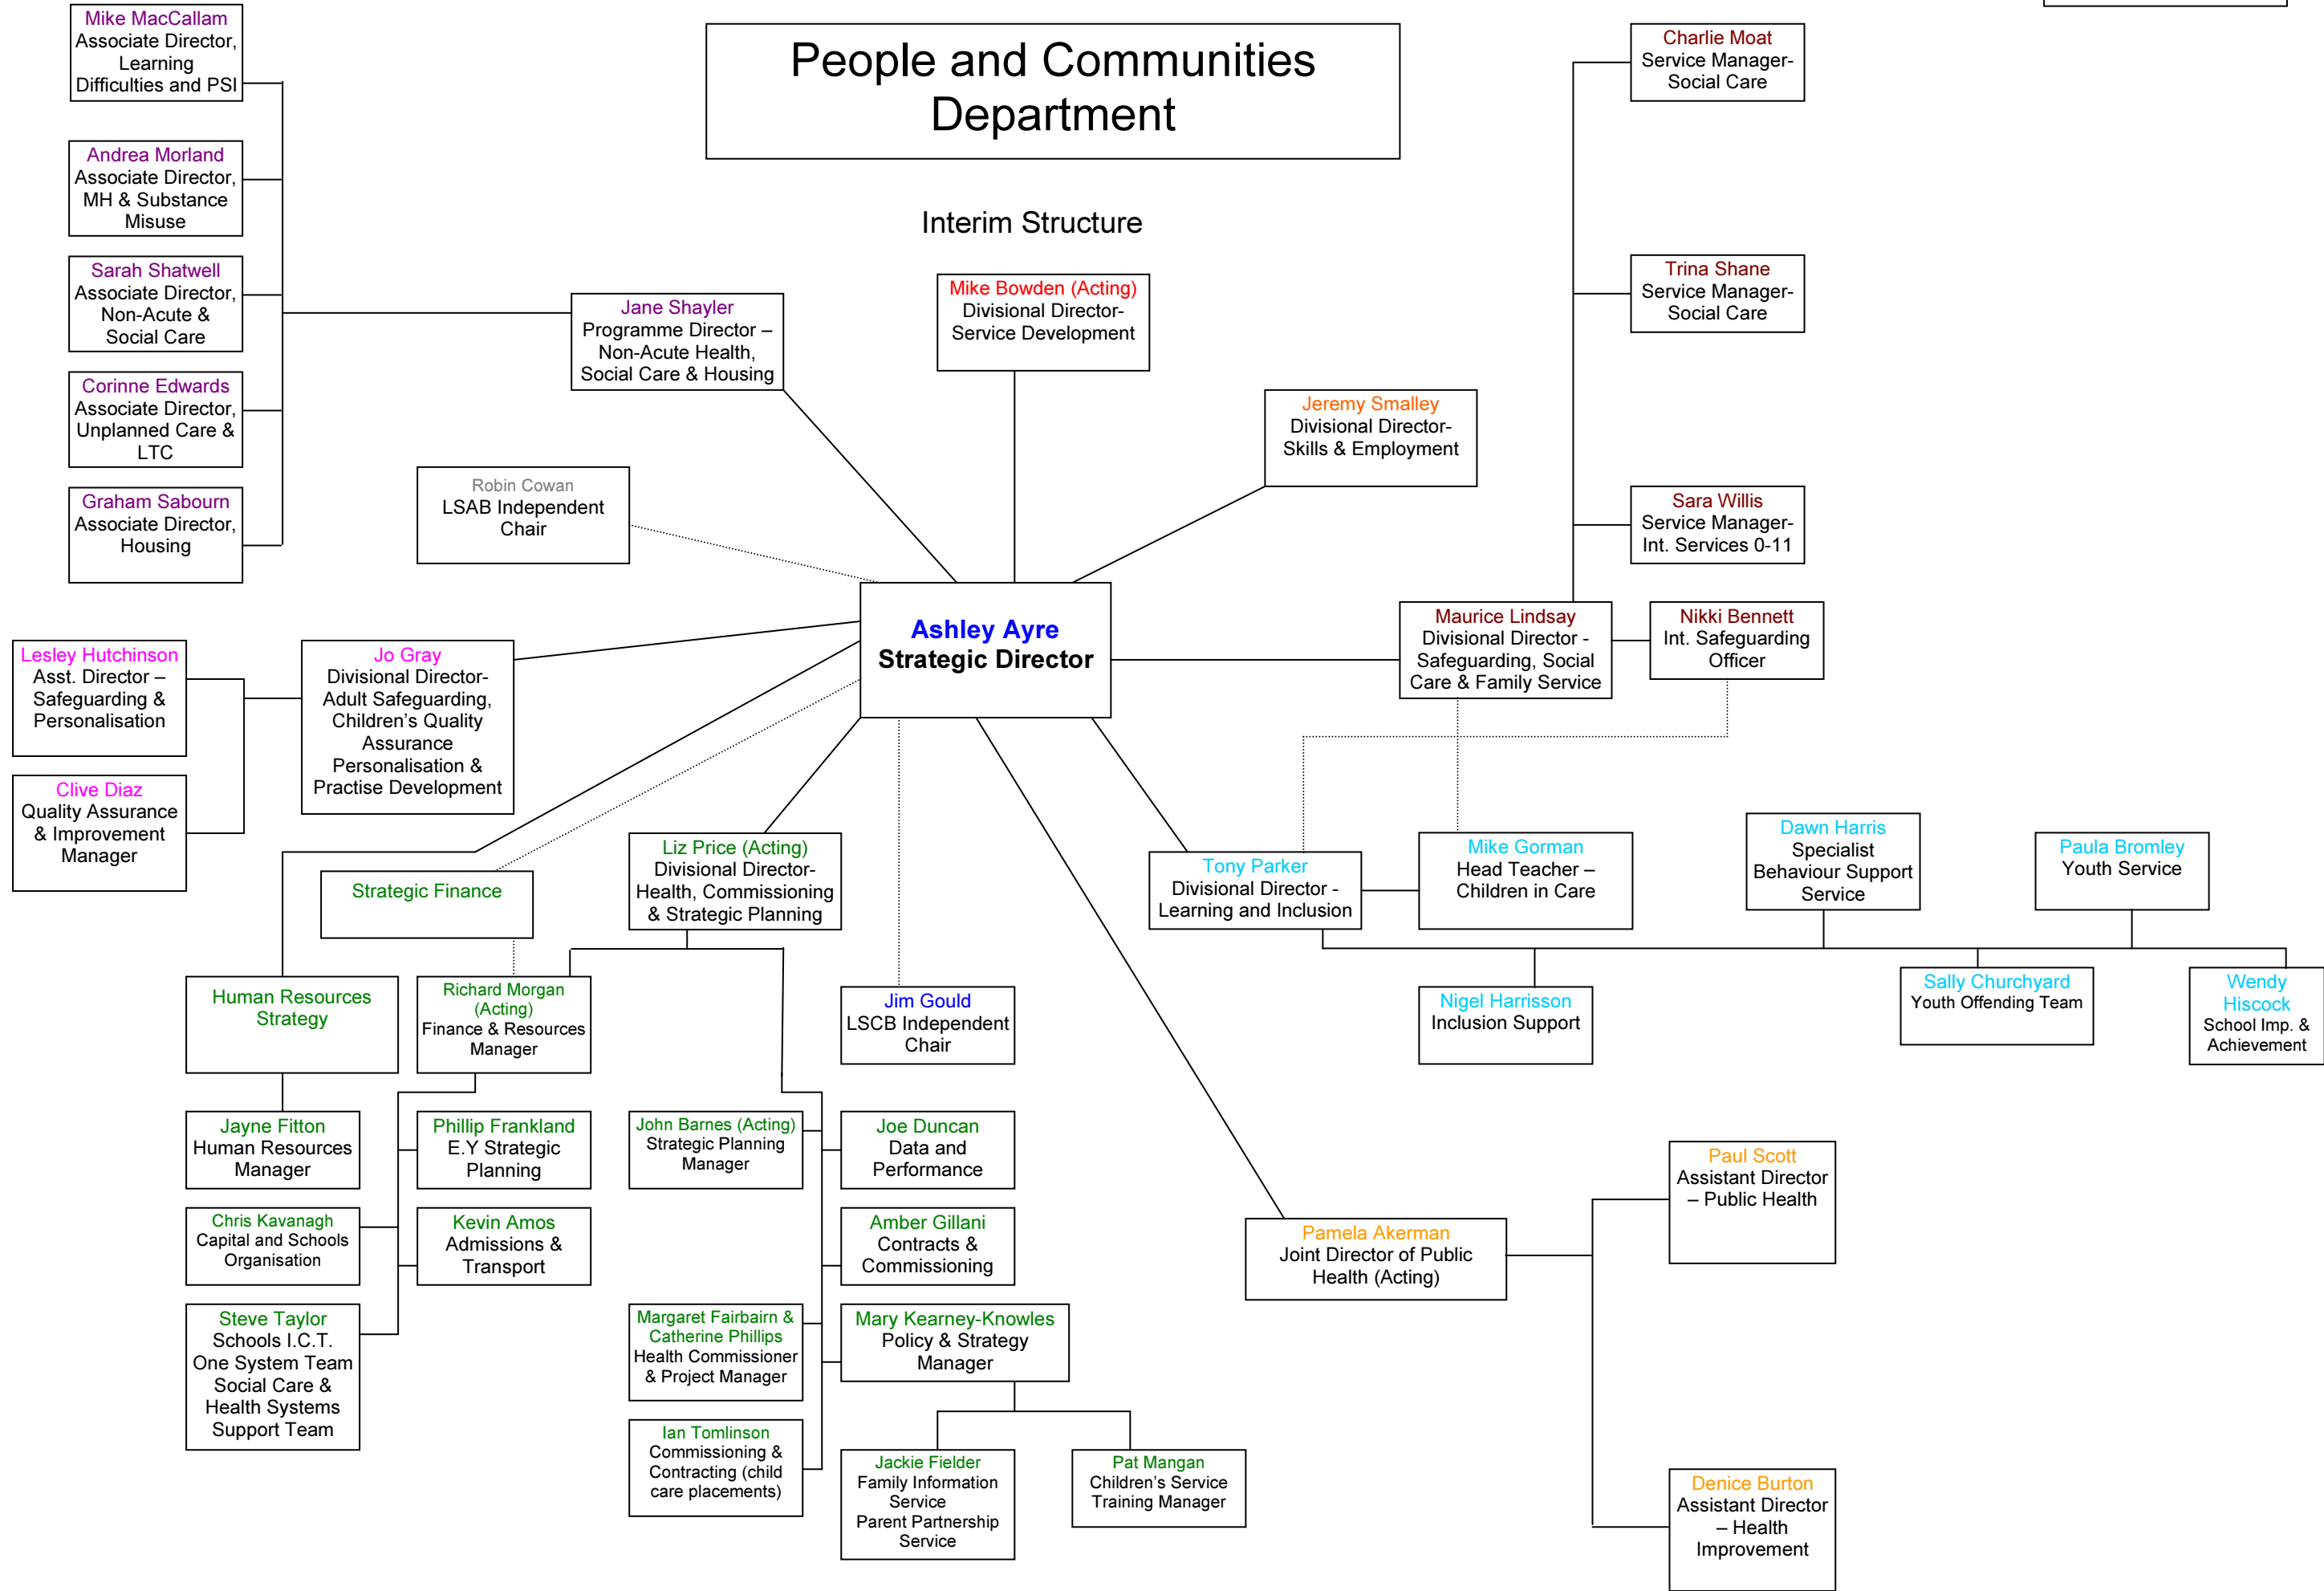 Mike MacCallam
Associate Director,
Learning
Difficulties and PSI
People and Communities
Department
Charlie Moat
Service Manager-
Social Care
Andrea Morland
Associate Director,
MH & Substance
Misuse
Interim Structure
Sarah Shatwell
Associate Director,
Non-Acute &
Social Care
Jane Shayler
Programme Director –
Non-Acute Health,
Social Care & Housing
Mike Bowden (Acting)
Divisional Director-
Service Development
Trina Shane
Service Manager-
Social Care
Corinne Edwards
Associate Director,
Unplanned Care &
LTC
Jeremy Smalley
Divisional Director-
Skills & Employment
Graham Sabourn
Associate Director,
Housing
Robin Cowan
LSAB Independent
Chair
Sara Willis
Service Manager-
Int. Services 0-11
Ashley Ayre
Strategic Director
Maurice Lindsay
Divisional Director -
Safeguarding, Social
Care & Family Service
Nikki Bennett
Int. Safeguarding
Officer
Lesley Hutchinson
Asst. Director –
Safeguarding &
Personalisation
Jo Gray
Divisional Director-
Adult Safeguarding,
Children's Quality
Assurance
Personalisation &
Practise Development
Clive Diaz
Quality Assurance
& Improvement
Manager
Strategic Finance
Liz Price (Acting)
Divisional Director-
Health, Commissioning
& Strategic Planning
Tony Parker
Divisional Director -
Learning and Inclusion
Mike Gorman
Head Teacher –
Children in Care
Dawn Harris
Specialist
Behaviour Support
Service
Paula Bromley
Youth Service
Human Resources
Strategy
Richard Morgan
(Acting)
Finance & Resources
Manager
Jim Gould
LSCB Independent
Chair
Nigel Harrisson
Inclusion Support
Sally Churchyard
Youth Offending Team
Wendy
Hiscock
School Imp. &
Achievement
Jayne Fitton
Human Resources
Manager
Phillip Frankland
E.Y Strategic
Planning
John Barnes (Acting)
Strategic Planning
Manager
Joe Duncan
Data and
Performance
Chris Kavanagh
Capital and Schools
Organisation
Kevin Amos
Admissions &
Transport
Amber Gillani
Contracts &
Commissioning
Pamela Akerman
Joint Director of Public
Health (Acting)
Paul Scott
Assistant Director
– Public Health
Steve Taylor
Schools I.C.T.
One System Team
Social Care &
Health Systems
Support Team
Margaret Fairbairn &
Catherine Phillips
Health Commissioner
& Project Manager
Mary Kearney-Knowles
Policy & Strategy
Manager
Ian Tomlinson
Commissioning &
Contracting (child
care placements)
Jackie Fielder
Family Information
Service
Parent Partnership
Service
Pat Mangan
Children's Service
Training Manager
Denice Burton
Assistant Director
– Health
Improvement